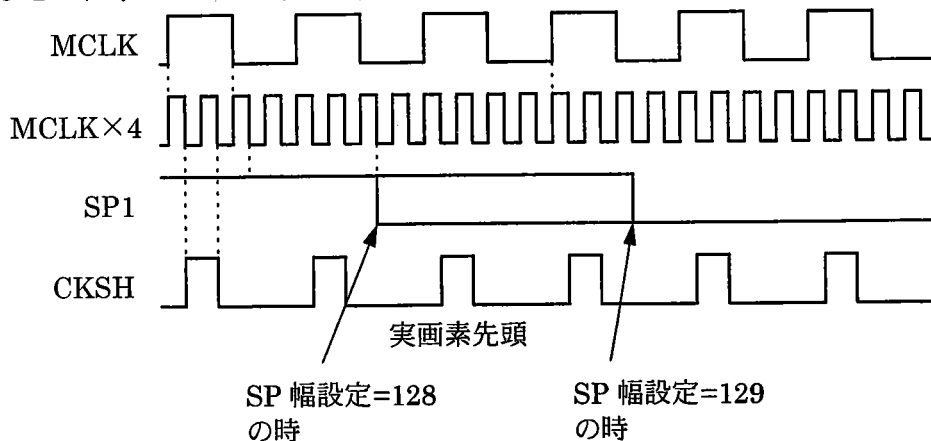 MCLK
MCLK×4
SP1
CKSH
実画素先頭
SP 幅設定=128
の時
SP 幅設定=129
の時